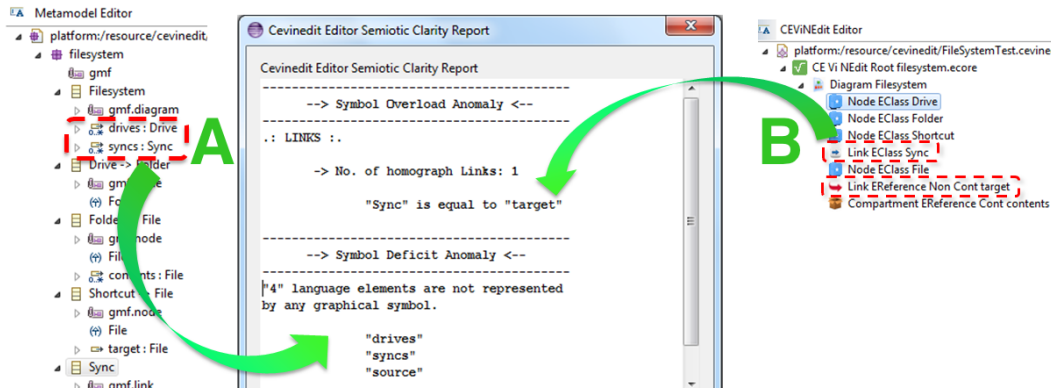 Metamodel Editor
platform:/resource/cevinedit,
filesystem
gmf
Filesystem
gmf.diagram
drives : Drive
syncs : Sync
Drive -> Folder
File
contents : File
Shortcut -> File
gmf.node
File
target : File
Sync
gmf.link
A
Cevinedit Editor Semiotic Clarity Report
x
Cevinedit Editor Semiotic Clarity Report
--> Symbol Overload Anomaly <--
.: LINKS :.
-> No. of homograph Links: 1
"Sync" is equal to "target"
--> Symbol Deficit Anomaly <--
"4" language elements are not represented
by any graphical symbol.
"drives"
"syncs"
"source"
B
CEViNEdit Editor
platform:/resource/cevinedit/FileSystemTest.cevine
CE Vi NEdit Root filesystem.ecore
Diagram Filesystem
Node EClass Drive
Node EClass Folder
Node EClass Shortcut
Link EClass Sync
Node EClass File
Link EReference Non Cont target
Compartment EReference Cont contents